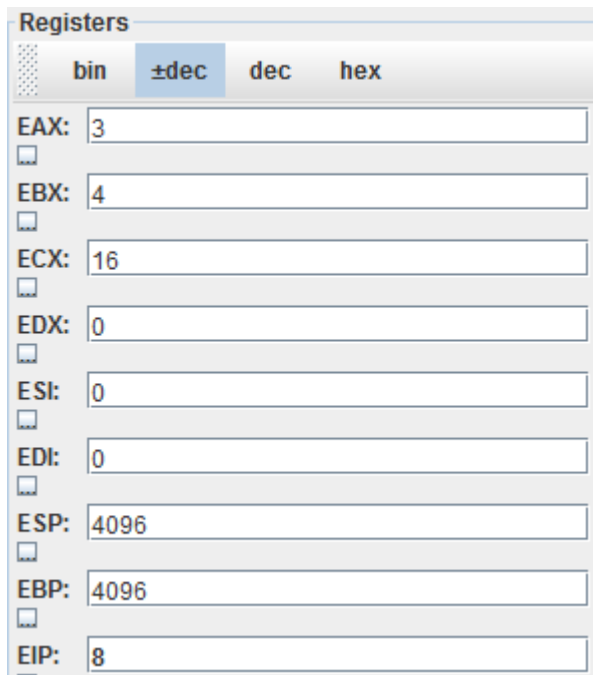 Registers
bin ±dec dec hex
EAX: 3
...
EBX: 4
...
ECX: 16
...
EDX: 0
...
ESI: 0
...
EDI: 0
...
ESP: 4096
...
EBP: 4096
...
EIP: 8